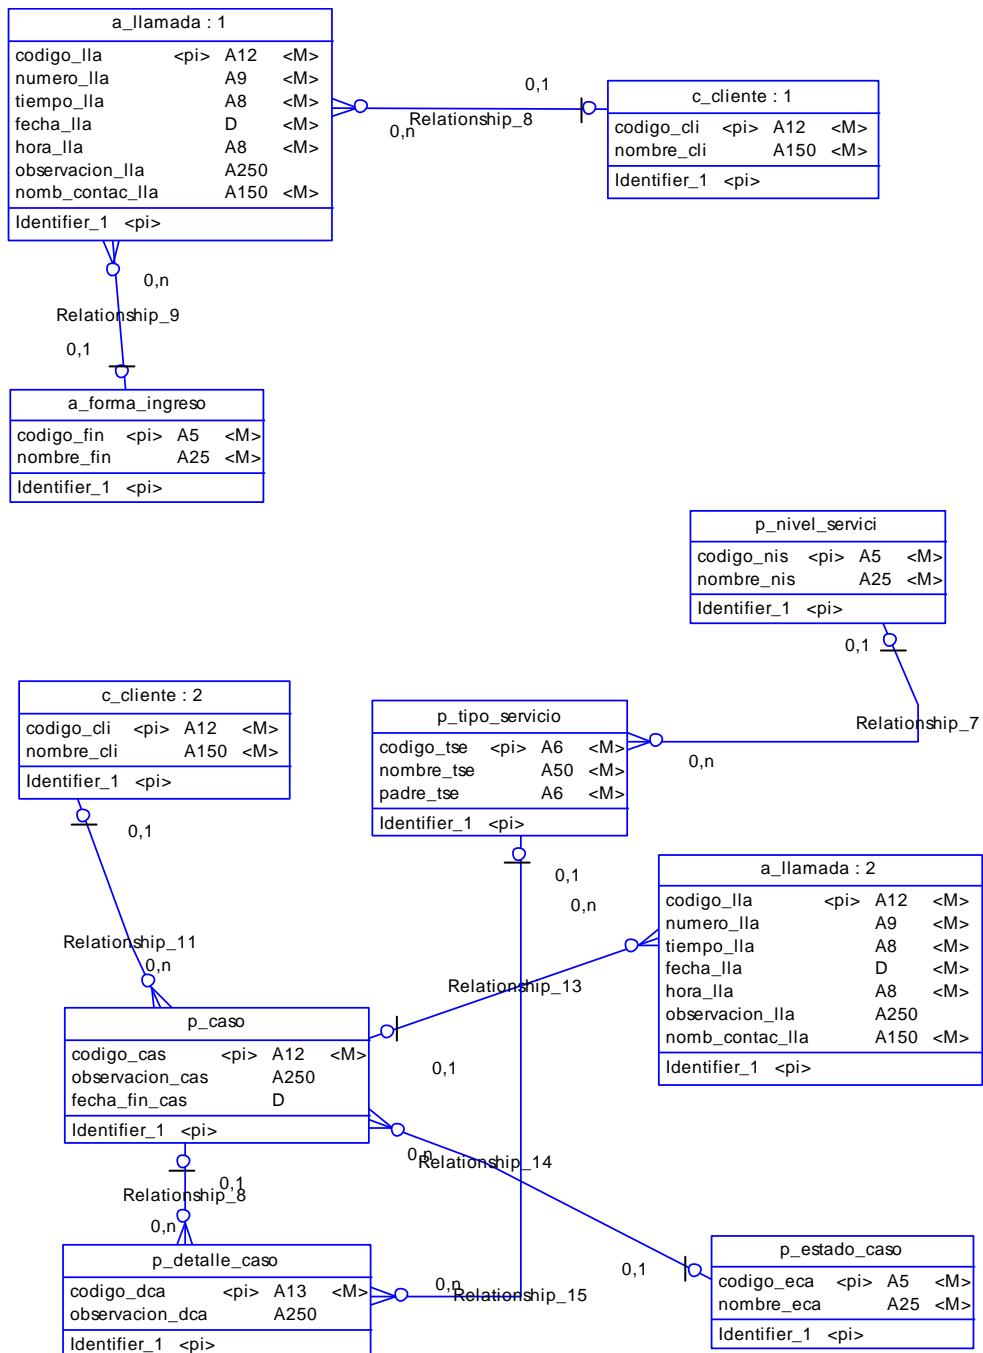 a_llamada : 1
codigo_lla <pi> A12 <M>
numero_lla A9 <M>
tiempo_lla A8 <M>
fecha_lla D <M>
hora_lla A8 <M>
observacion_lla A250
nomb_contac_lla A150 <M>
Identifier_1 <pi>
0,1
Relationship_8
0,n
c_cliente : 1
codigo_cli <pi> A12 <M>
nombre_cli A150 <M>
Identifier_1 <pi>
0,n
Relationship_9
0,1
a_forma_ingreso
codigo_fin <pi> A5 <M>
nombre_fin A25 <M>
Identifier_1 <pi>
p_nivel_servici
codigo_nis <pi> A5 <M>
nombre_nis A25 <M>
Identifier_1 <pi>
0,1
Relationship_7
0,n
c_cliente : 2
codigo_cli <pi> A12 <M>
nombre_cli A150 <M>
Identifier_1 <pi>
0,1
p_tipo_servicio
codigo_tse <pi> A6 <M>
nombre_tse A50 <M>
padre_tse A6 <M>
Identifier_1 <pi>
0,1
0,n
a_llamada : 2
codigo_lla <pi> A12 <M>
numero_lla A9 <M>
tiempo_lla A8 <M>
fecha_lla D <M>
hora_lla A8 <M>
observacion_lla A250
nomb_contac_lla A150 <M>
Identifier_1 <pi>
Relationship_11
0,n
Relationship_13
0,1
p_caso
codigo_cas <pi> A12 <M>
observacion_cas A250
fecha_fin_cas D
Identifier_1 <pi>
0,n
Relationship_14
0,1
0,1
Relationship_8
0,n
p_detalle_caso
codigo_dca <pi> A13 <M>
observacion_dca A250
Identifier_1 <pi>
0,n
Relationship_15
p_estado_caso
codigo_eca <pi> A5 <M>
nombre_eca A25 <M>
Identifier_1 <pi>